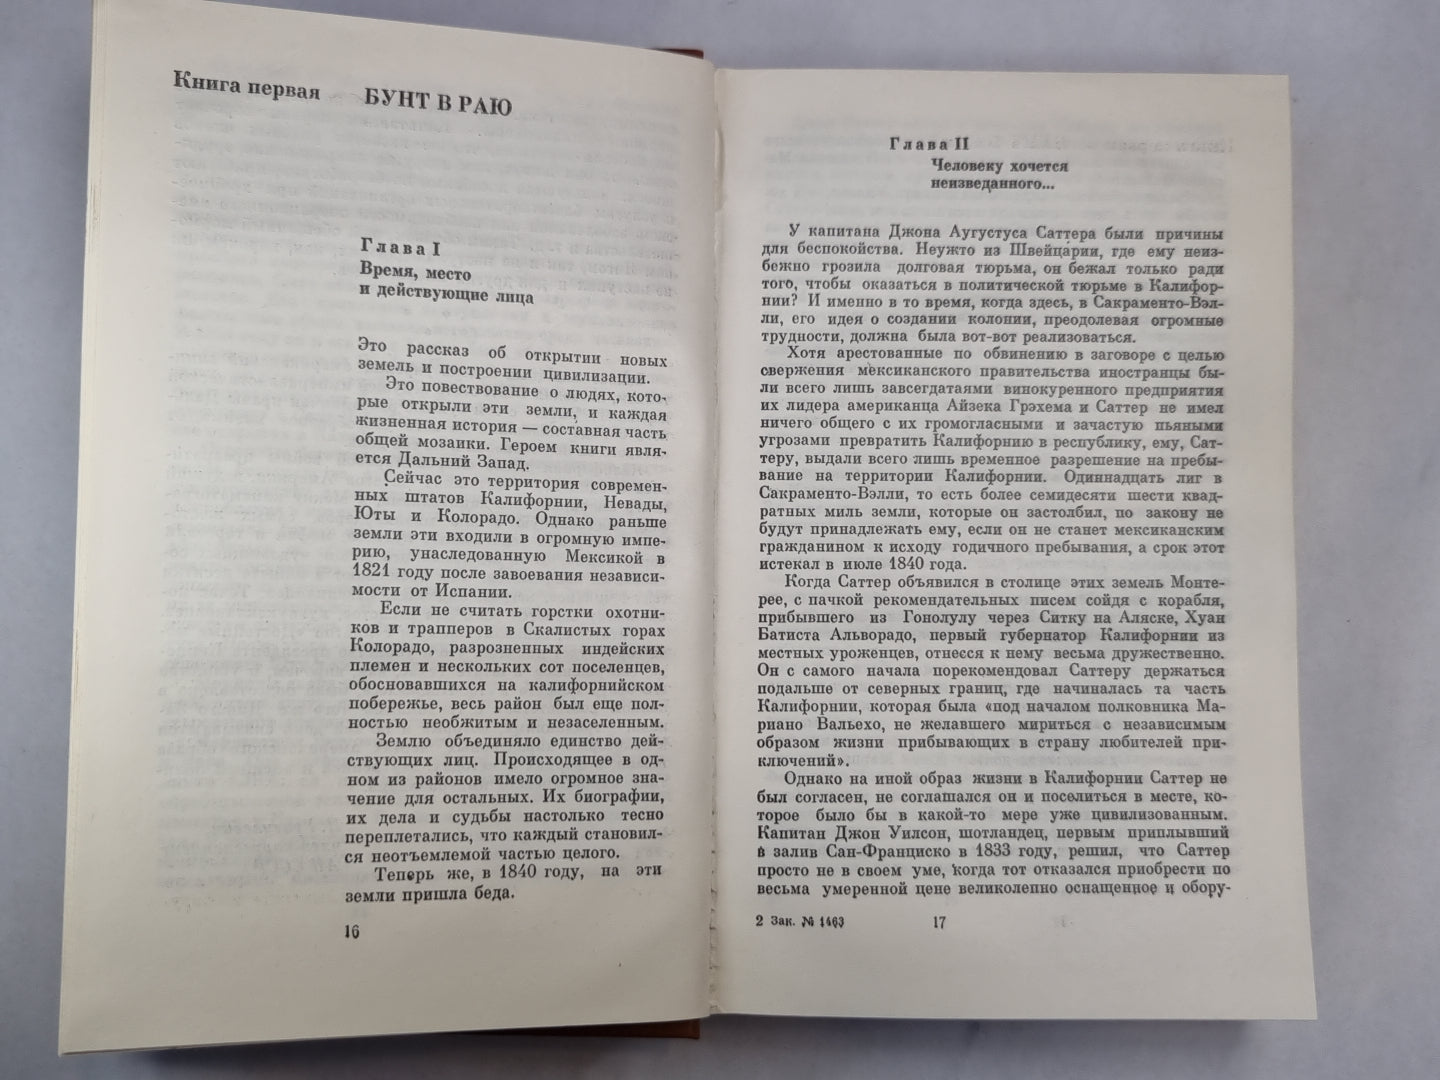 Книга первая БУНТ В РАЮ
Глава I
Время, место
и действующие лица
Это рассказ об открытии новых
земель и построении цивилизации.
Это повествование о людях, кото-
рые открыли эти земли, и каждая
жизненная история — составная часть
общей мозаики. Героем книги явля-
ется Дальний Запад.
Сейчас это территория современ-
ных штатов Калифорнии, Невады,
Юты и Колорадо. Однако раньше
земли эти входили в огромную импе-
рию, унаследованную Мексикой в
1821 году после завоевания независи-
мости от Испании.
Если не считать горстки охотни-
ков и трапперов в Скалистых горах
Колорадо, разрозненных индейских
племен и нескольких сот поселенцев,
обосновавшихся на калифорнийском
побережье, весь район был еще пол-
ностью необжитым и незаселенным.
Землю объединяло единство дей-
ствующих лиц. Происходящее в од-
ном из районов имело огромное зна-
чение для остальных. Их биографии,
их дела и судьбы настолько тесно
переплетались, что каждый становил-
ся неотъемлемой частью целого.
Теперь же, в 1840 году, на эти
земли пришла беда.
16
Глава II
Человеку хочется
неизведанного...
У капитана Джона Аугустуса Саттера были причины
для беспокойства. Неужто из Швейцарии, где ему неиз-
бежно грозила долговая тюрьма, он бежал только ради
того, чтобы оказаться в политической тюрьме в Калифор-
нии? И именно в то время, когда здесь, в Сакраменто-Вэл-
ли, его идея о создании колонии, преодолевая огромные
трудности, должна была вот-вот реализоваться.
Хотя арестованные по обвинению в заговоре с целью
свержения мексиканского правительства иностранцы бы-
ли всего лишь завсегдатаями винокуренного предприятия
их лидера американца Айзека Грэхема и Саттер не имел
ничего общего с их громогласными и зачастую пьяными
угрозами превратить Калифорнию в республику, ему, Сат-
теру, выдали всего лишь временное разрешение на пребы-
вание на территории Калифорнии. Одиннадцать лиг в
Сакраменто-Вэлли, то есть более семидесяти шести квад-
ратных миль земли, которые он застолбил, по закону не
будут принадлежать ему, если он не станет мексиканским
гражданином к исходу годичного пребывания, а срок этот
истекал в июле 1840 года.
Когда Саттер объявился в столице этих земель Монте-
рее, с пачкой рекомендательных писем сойдя с корабля,
прибывшего из Гонолулу через Ситку на Аляске, Хуан
Батиста Альворадо, первый губернатор Калифорнии из
местных уроженцев, отнесся к нему весьма дружественно.
Он с самого начала порекомендовал Саттеру держаться
подальше от северных границ, где начиналась та часть
Калифорнии, которая была «под началом полковника Ма-
риано Вальехо, не желавшего мириться с независимым
образом жизни прибывающих в страну любителей при-
ключений».
Однако на иной образ жизни в Калифорнии Саттер не
был согласен, не соглашался он и поселиться в месте, ко-
торое было бы в какой-то мере уже цивилизованным.
Капитан Джон Уилсон, шотландец, первым приплывший
в залив Сан-Франциско в 1833 году, решил, что Саттер
просто не в своем уме, когда тот отказался приобрести по
весьма умеренной цене великолепно оснащенное и обору-
2 Зак. № 1463 17